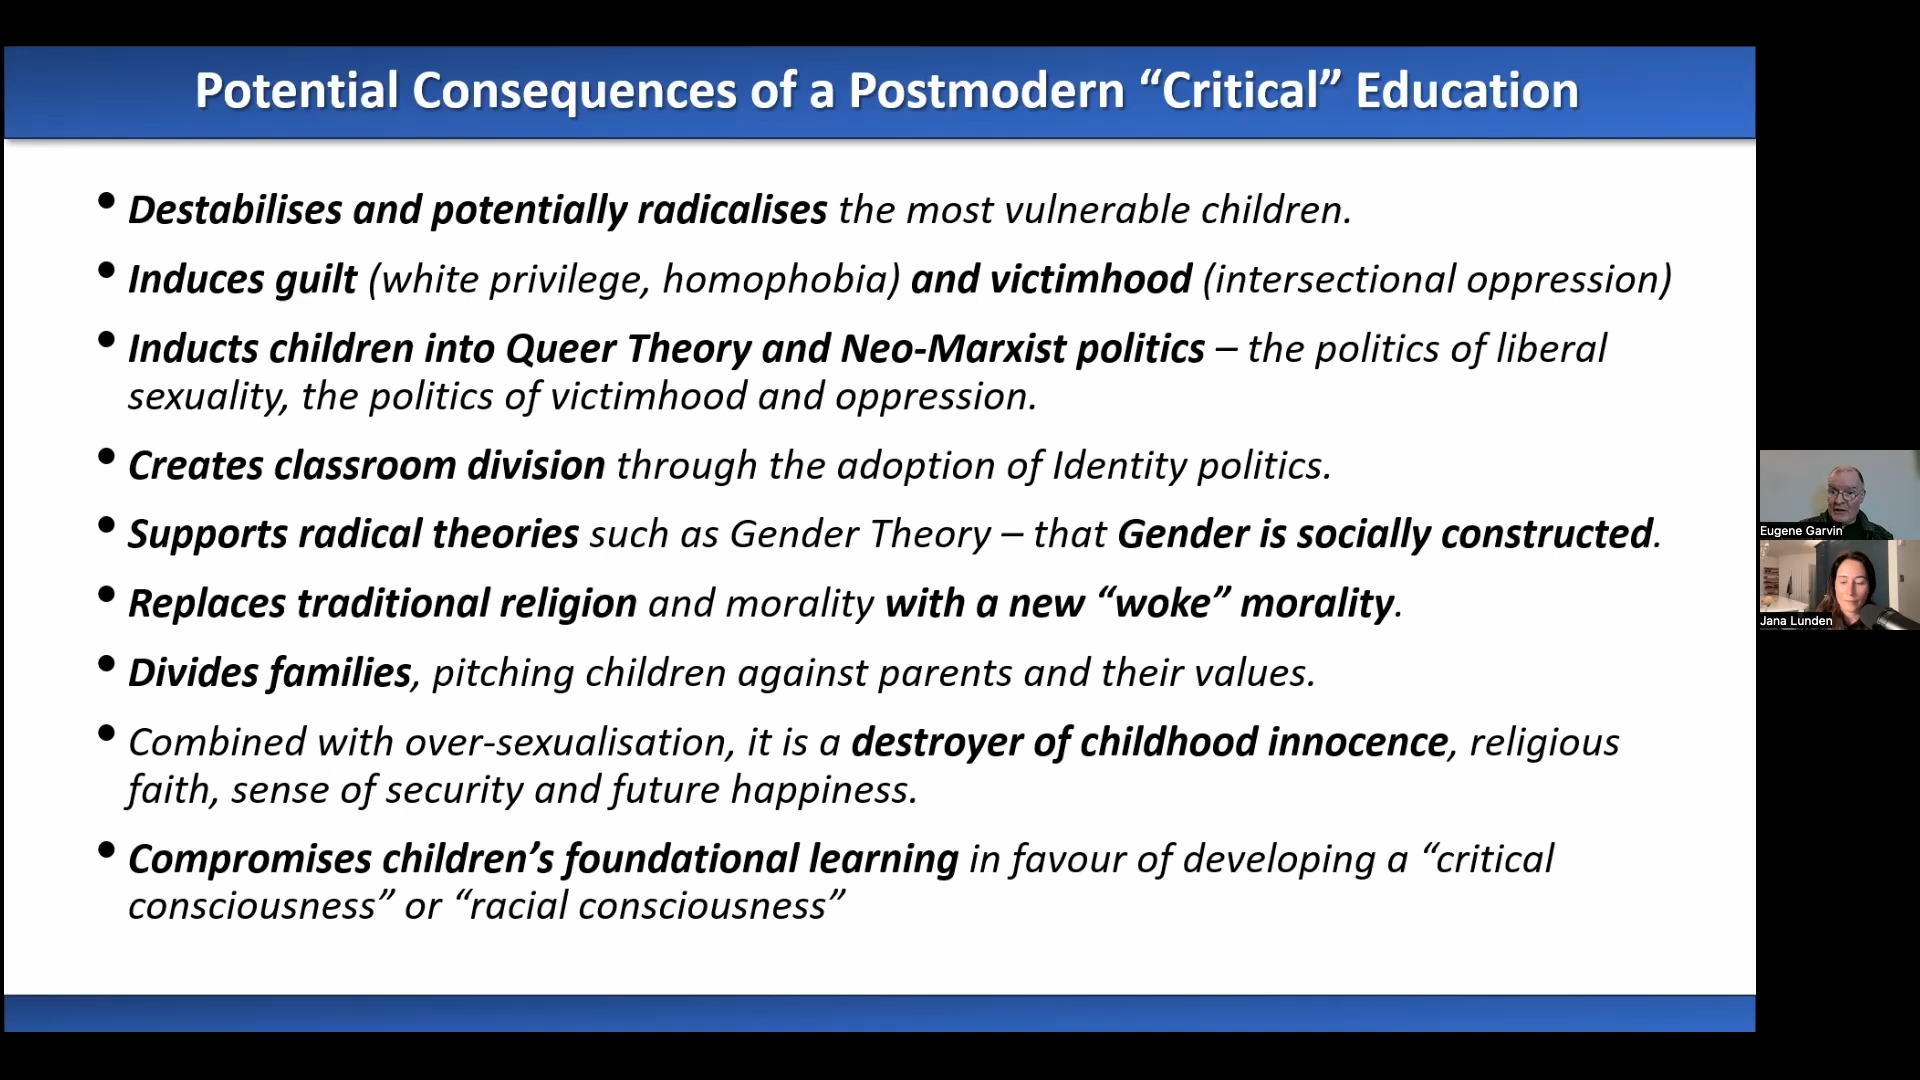 Potential Consequences of a Postmodern “Critical” Education
• Destabilises and potentially radicalises the most vulnerable children.
• Induces guilt (white privilege, homophobia) and victimhood (intersectional oppression)
• Inducts children into Queer Theory and Neo-Marxist politics – the politics of liberal
sexuality, the politics of victimhood and oppression.
• Creates classroom division through the adoption of Identity politics.
• Supports radical theories such as Gender Theory – that Gender is socially constructed.
• Replaces traditional religion and morality with a new “woke” morality.
• Divides families, pitching children against parents and their values.
• Combined with over-sexualisation, it is a destroyer of childhood innocence, religious
faith, sense of security and future happiness.
• Compromises children’s foundational learning in favour of developing a “critical
consciousness” or “racial consciousness”
Eugene Garvin
Jana Lunden